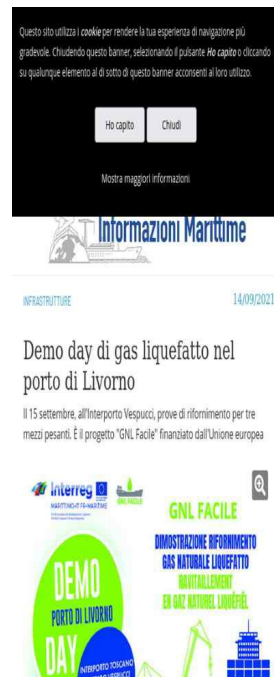 Questo sito utilizza i cookie per rendere la tua esperienza di navigazione più
gradevole. Chiudendo questo banner, selezionando il pulsante Ho capito o cliccando
su qualunque elemento al di sotto di questo banner acconsenti al loro utilizzo.
Ho capito
Chiudi
Mostra maggiori informazioni
Informazioni Marittime
INFRASTRUTTURE
14/09/2021
Demo day di gas liquefatto nel
porto di Livorno
Il 15 settembre, all'Interporto Vespucci, prove di rifornimento per tre
mezzi pesanti. È il progetto "GNL Facile" finanziato dall'Unione europea
Interreg
MARITTIMO-IT FR-MARITIME
GNL FACILE
GNL FACILE
DIMOSTRAZIONE RIFORNIMENTO
GAS NATURALE LIQUEFATTO
RAVITAILLEMENT
EN GAZ NATUREL LIQUÉFIÉ
DEMO
PORTO DI LIVORNO
DAY
INTERPORTO TOSCANO
VESPUCCI